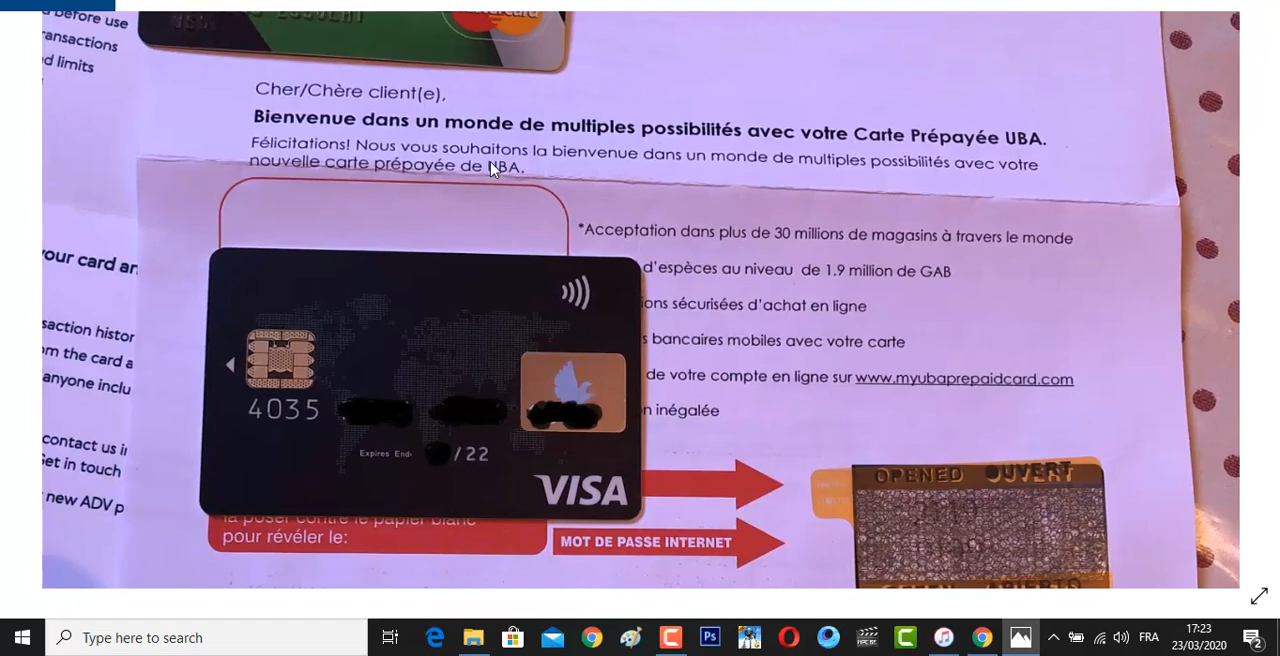 before use
ransactions
d limits
Cher/Chère client(e),
Bienvenue dans un monde de multiples possibilités avec votre Carte Prépayée UBA.
Félicitations! Nous vous souhaitons la bienvenue dans un monde de multiples possibilités avec votre
nouvelle carte prépayée de UBA.
*Acceptation dans plus de 30 millions de magasins à travers le monde
d'espèces au niveau de 1.9 million de GAB
ions sécurisées d'achat en ligne
s bancaires mobiles avec votre carte
de votre compte en ligne sur www.myubaprepaidcard.com
n inégalée
your card an
saction histor
om the card a
anyone inclu
contact us i
Get in touch
new ADV p
4035
Expires End
/22
VISA
la poser contre le papier blanc
pour révéler le:
MOT DE PASSE INTERNET
OPENED OUVERT
ABIERTO
Type here to search
FRA
17:23
23/03/2020
2